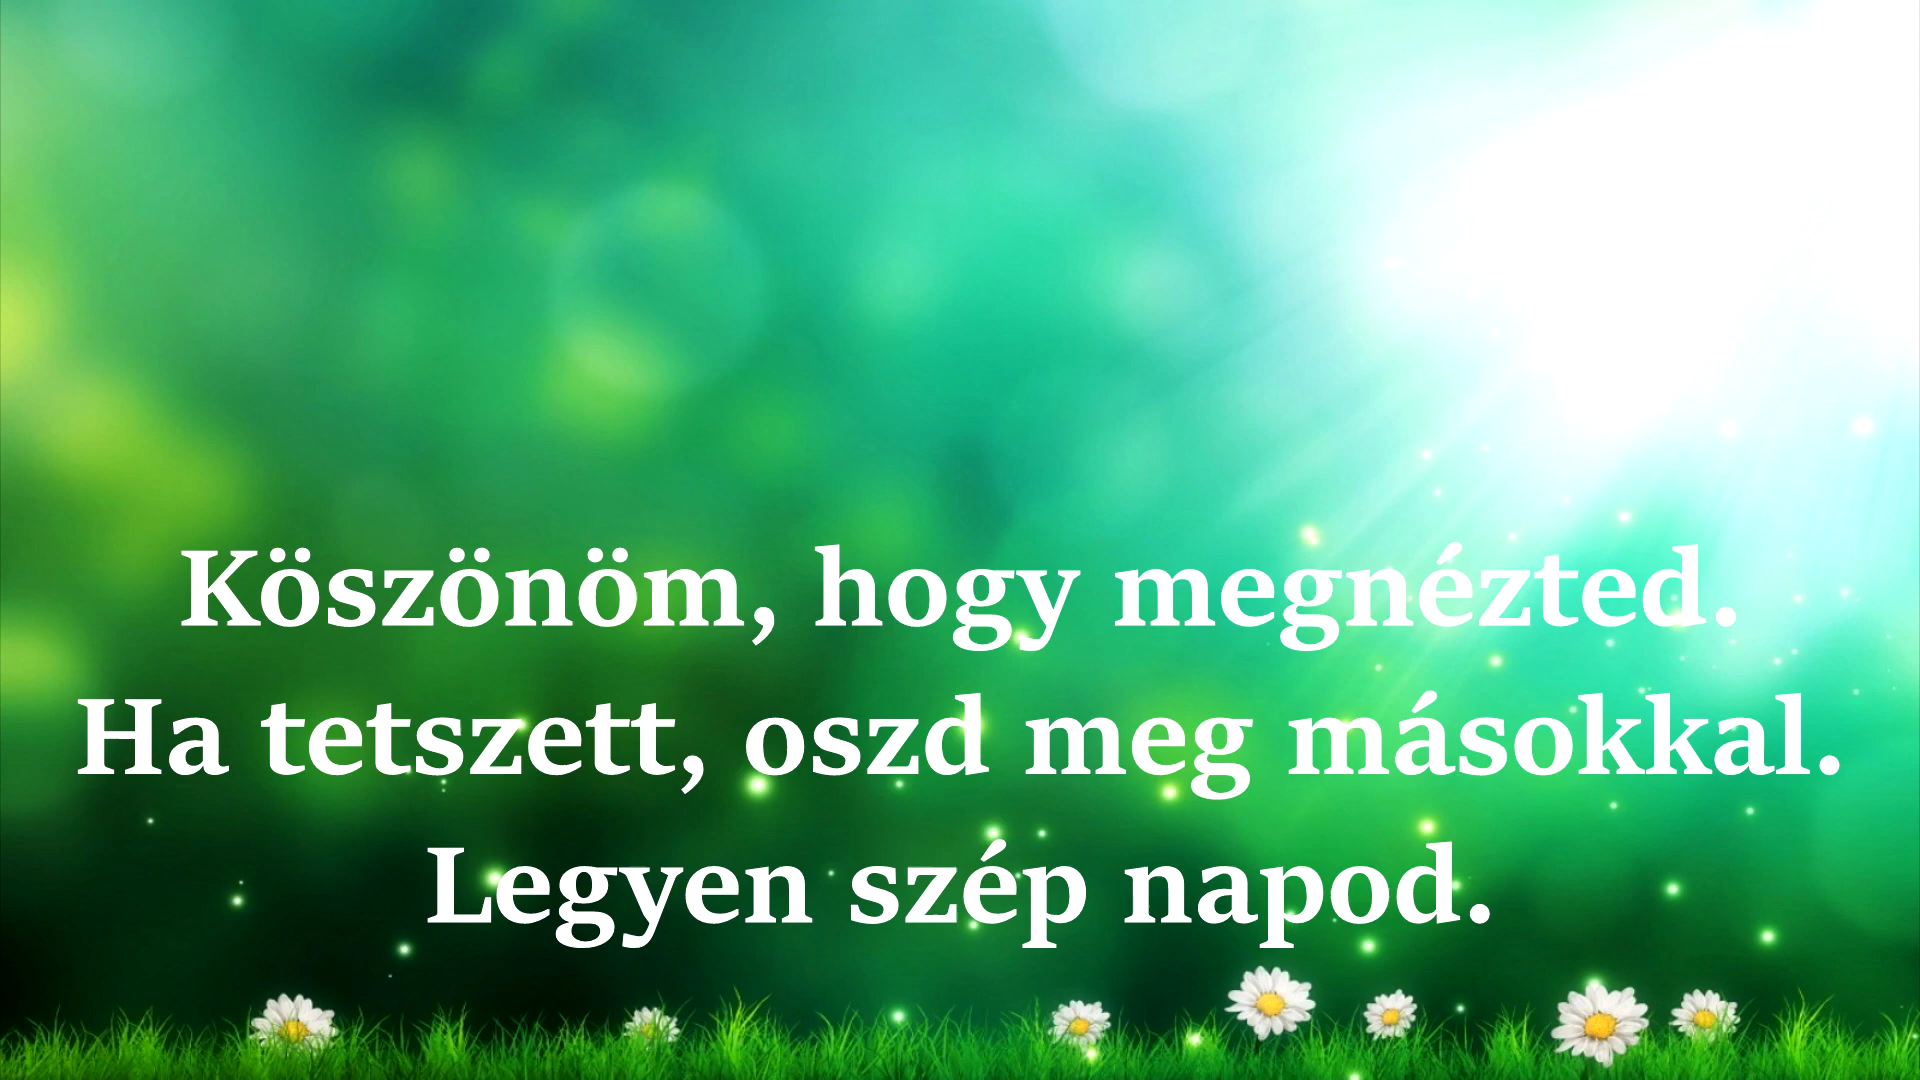 Köszönöm, hogy megnézted.
Ha tetszett, oszd meg másokkal.
Legyen szép napod.